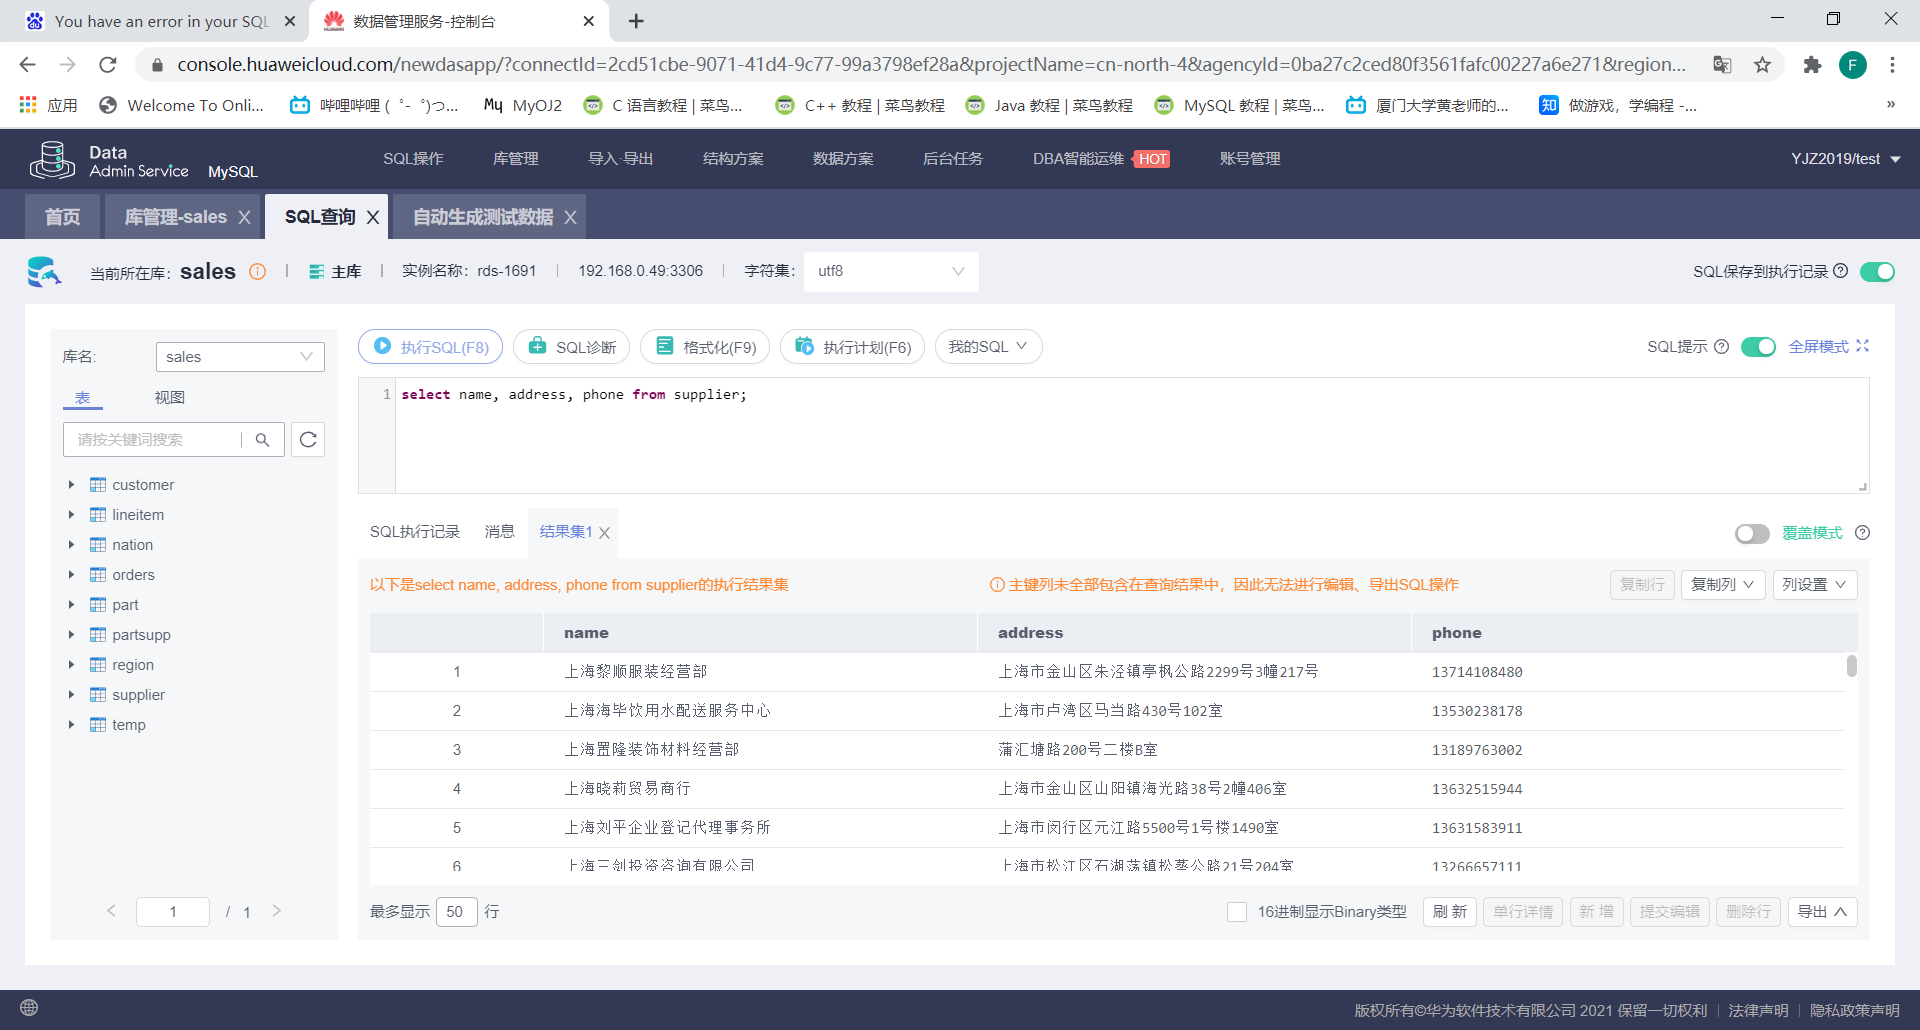 You have an error in your SQL
数据管理服务-控制台
console.huaweicloud.com/newdasapp/?connectId=2cd51cbe-9071-41d4-9c77-99a3798ef28a&projectName=cn-north-4&agencyId=0ba27c2ced80f3561fafc00227a6e271&region...
F
应用
Welcome To Onli...
哔哩哔哩 (゜-゜)つ...
MyOJ2
C 语言教程 | 菜鸟...
C++ 教程 | 菜鸟教程
Java 教程 | 菜鸟教程
MySQL 教程 | 菜鸟...
厦门大学黄老师的...
知 做游戏，学编程 -...
»
Data
Admin Service MySQL
SQL操作
库管理
导入·导出
结构方案
数据方案
后台任务
DBA智能运维 HOT
账号管理
YJZ2019/test
首页
库管理-sales X
SQL查询 X
自动生成测试数据 X
当前所在库: sales
主库
实例名称: rds-1691
192.168.0.49:3306
字符集: utf8
SQL保存到执行记录
库名: sales
表
视图
请按关键词搜索
customer
lineitem
nation
orders
part
partsupp
region
supplier
temp
< 1 / 1 >
执行SQL(F8)
SQL诊断
格式化(F9)
执行计划(F6)
我的SQL
SQL提示
全屏模式
1 select name, address, phone from supplier;
SQL执行记录
消息
结果集1
覆盖模式
以下是select name, address, phone from supplier的执行结果集
主键列未全部包含在查询结果中，因此无法进行编辑、导出SQL操作
复制行
复制列
列设置
name address phone
1 上海黎顺服装经营部 上海市金山区朱泾镇亭枫公路2299号3幢217号 13714108480
2 上海海毕饮用水配送服务中心 上海市卢湾区马当路430号102室 13530238178
3 上海置隆装饰材料经营部 蒲汇塘路200号二楼B室 13189763002
4 上海晓莉贸易商行 上海市金山区山阳镇海光路38号2幢406室 13632515944
5 上海刘平企业登记代理事务所 上海市闵行区元江路5500号1号楼1490室 13631583911
6 上海三创投资咨询有限公司 上海市松江区石湖荡镇松蒸公路21号204室 13266657111
最多显示 50 行
16进制显示Binary类型
刷 新
单行详情
新 增
提交编辑
删除行
导出
版权所有©华为软件技术有限公司 2021 保留一切权利 | 法律声明 | 隐私政策声明